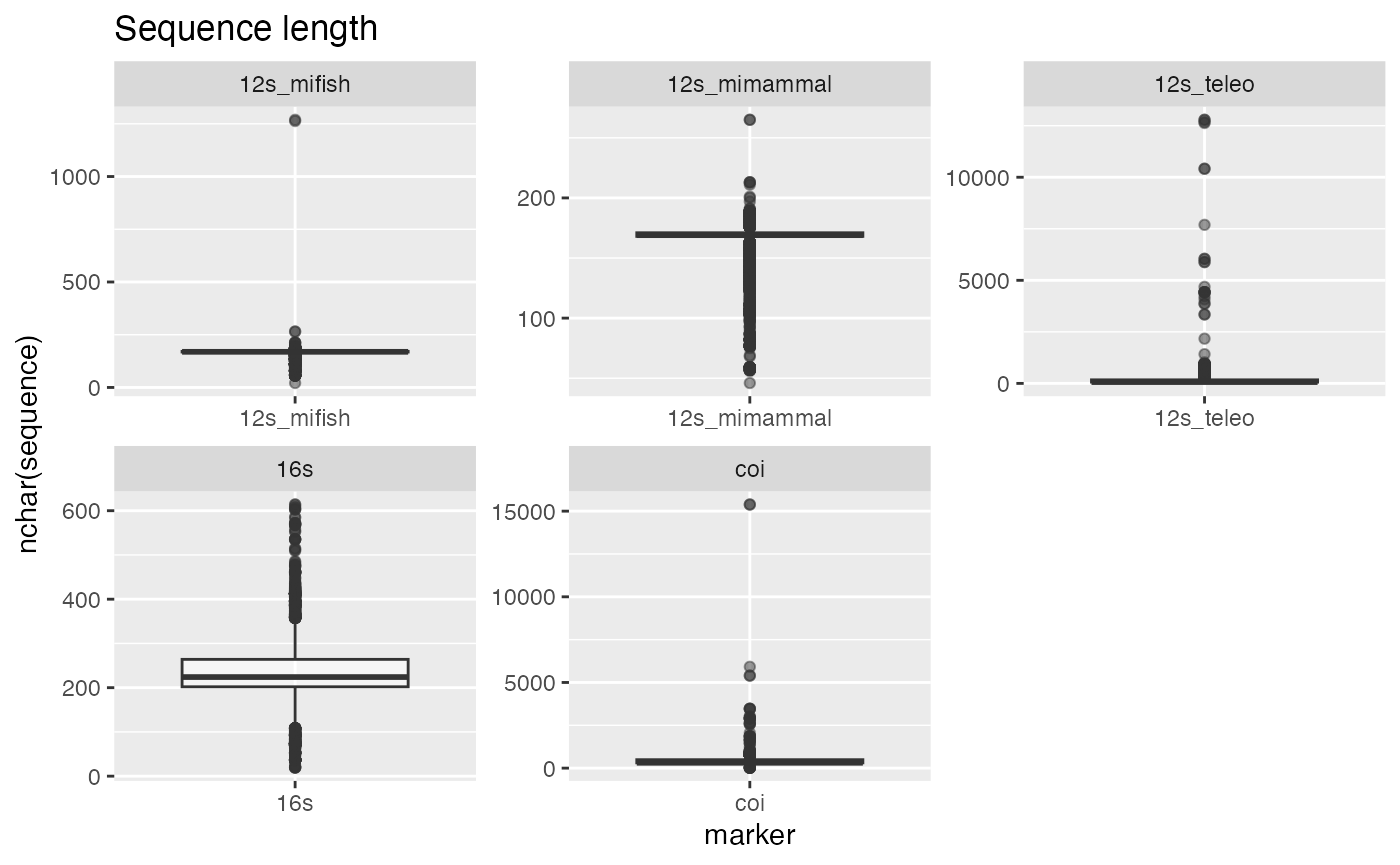 Sequence length
12s_mifish
12s_mimammal
12s_teleo
1000
500
0
200
100
10000
5000
0
12s_mifish
12s_mimammal
12s_teleo
nchar(sequence)
16s
coi
600
400
200
0
15000
10000
5000
0
16s
coi
marker